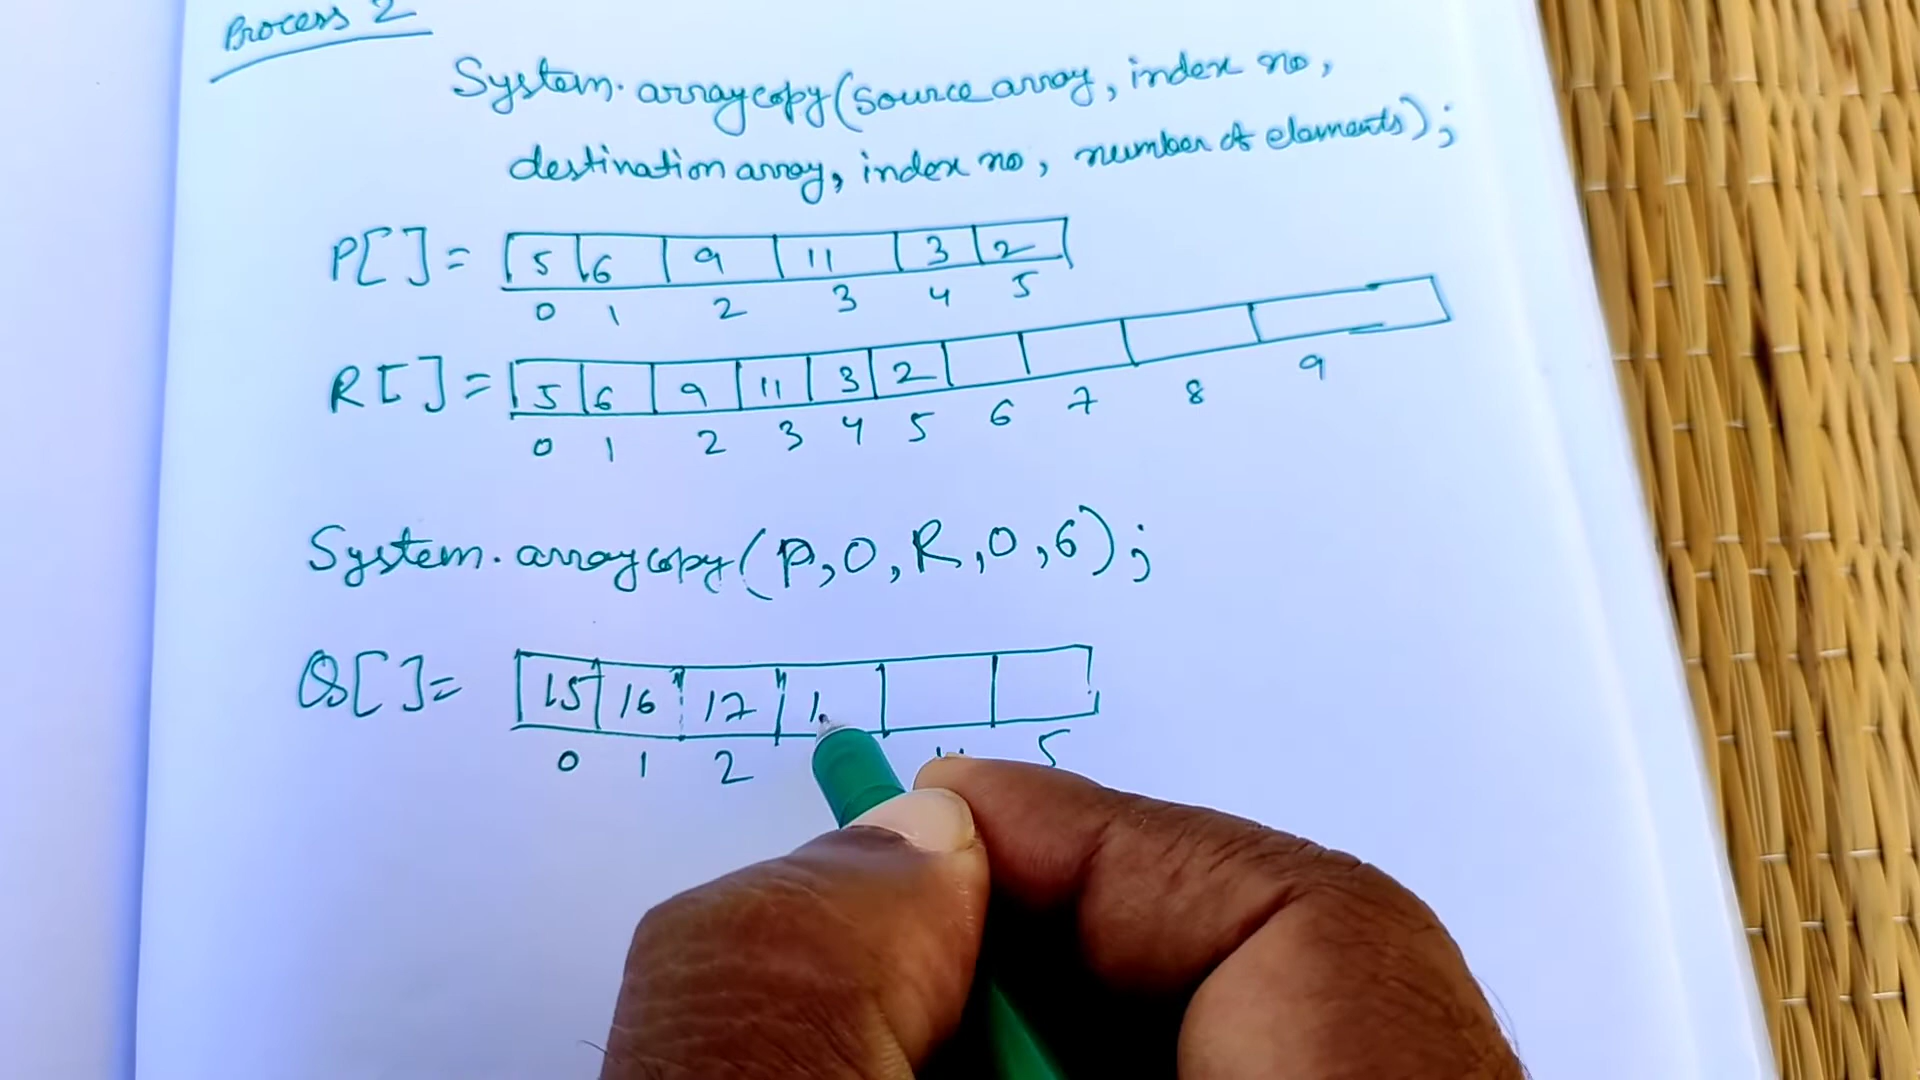 Process 2
System.arraycopy(source array, index no,
destination array, index no, number of elements);
P[ ] = 5 6 9 11 3 2
0 1 2 3 4 5
R[ ] = 5 6 9 11 3 2
0 1 2 3 4 5 6 7 8 9
System.arraycopy(P,0,R,0,6);
Q[ ] = 15 16 17 1
0 1 2 5